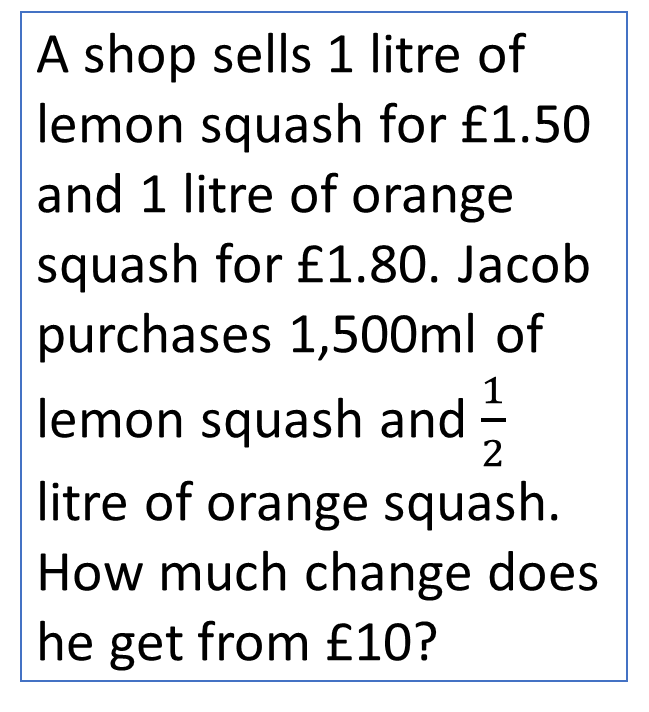 A shop sells 1 litre of
lemon squash for £1.50
and 1 litre of orange
squash for £1.80. Jacob
purchases 1,500ml of
lemon squash and 1/2
litre of orange squash.
How much change does
he get from £10?